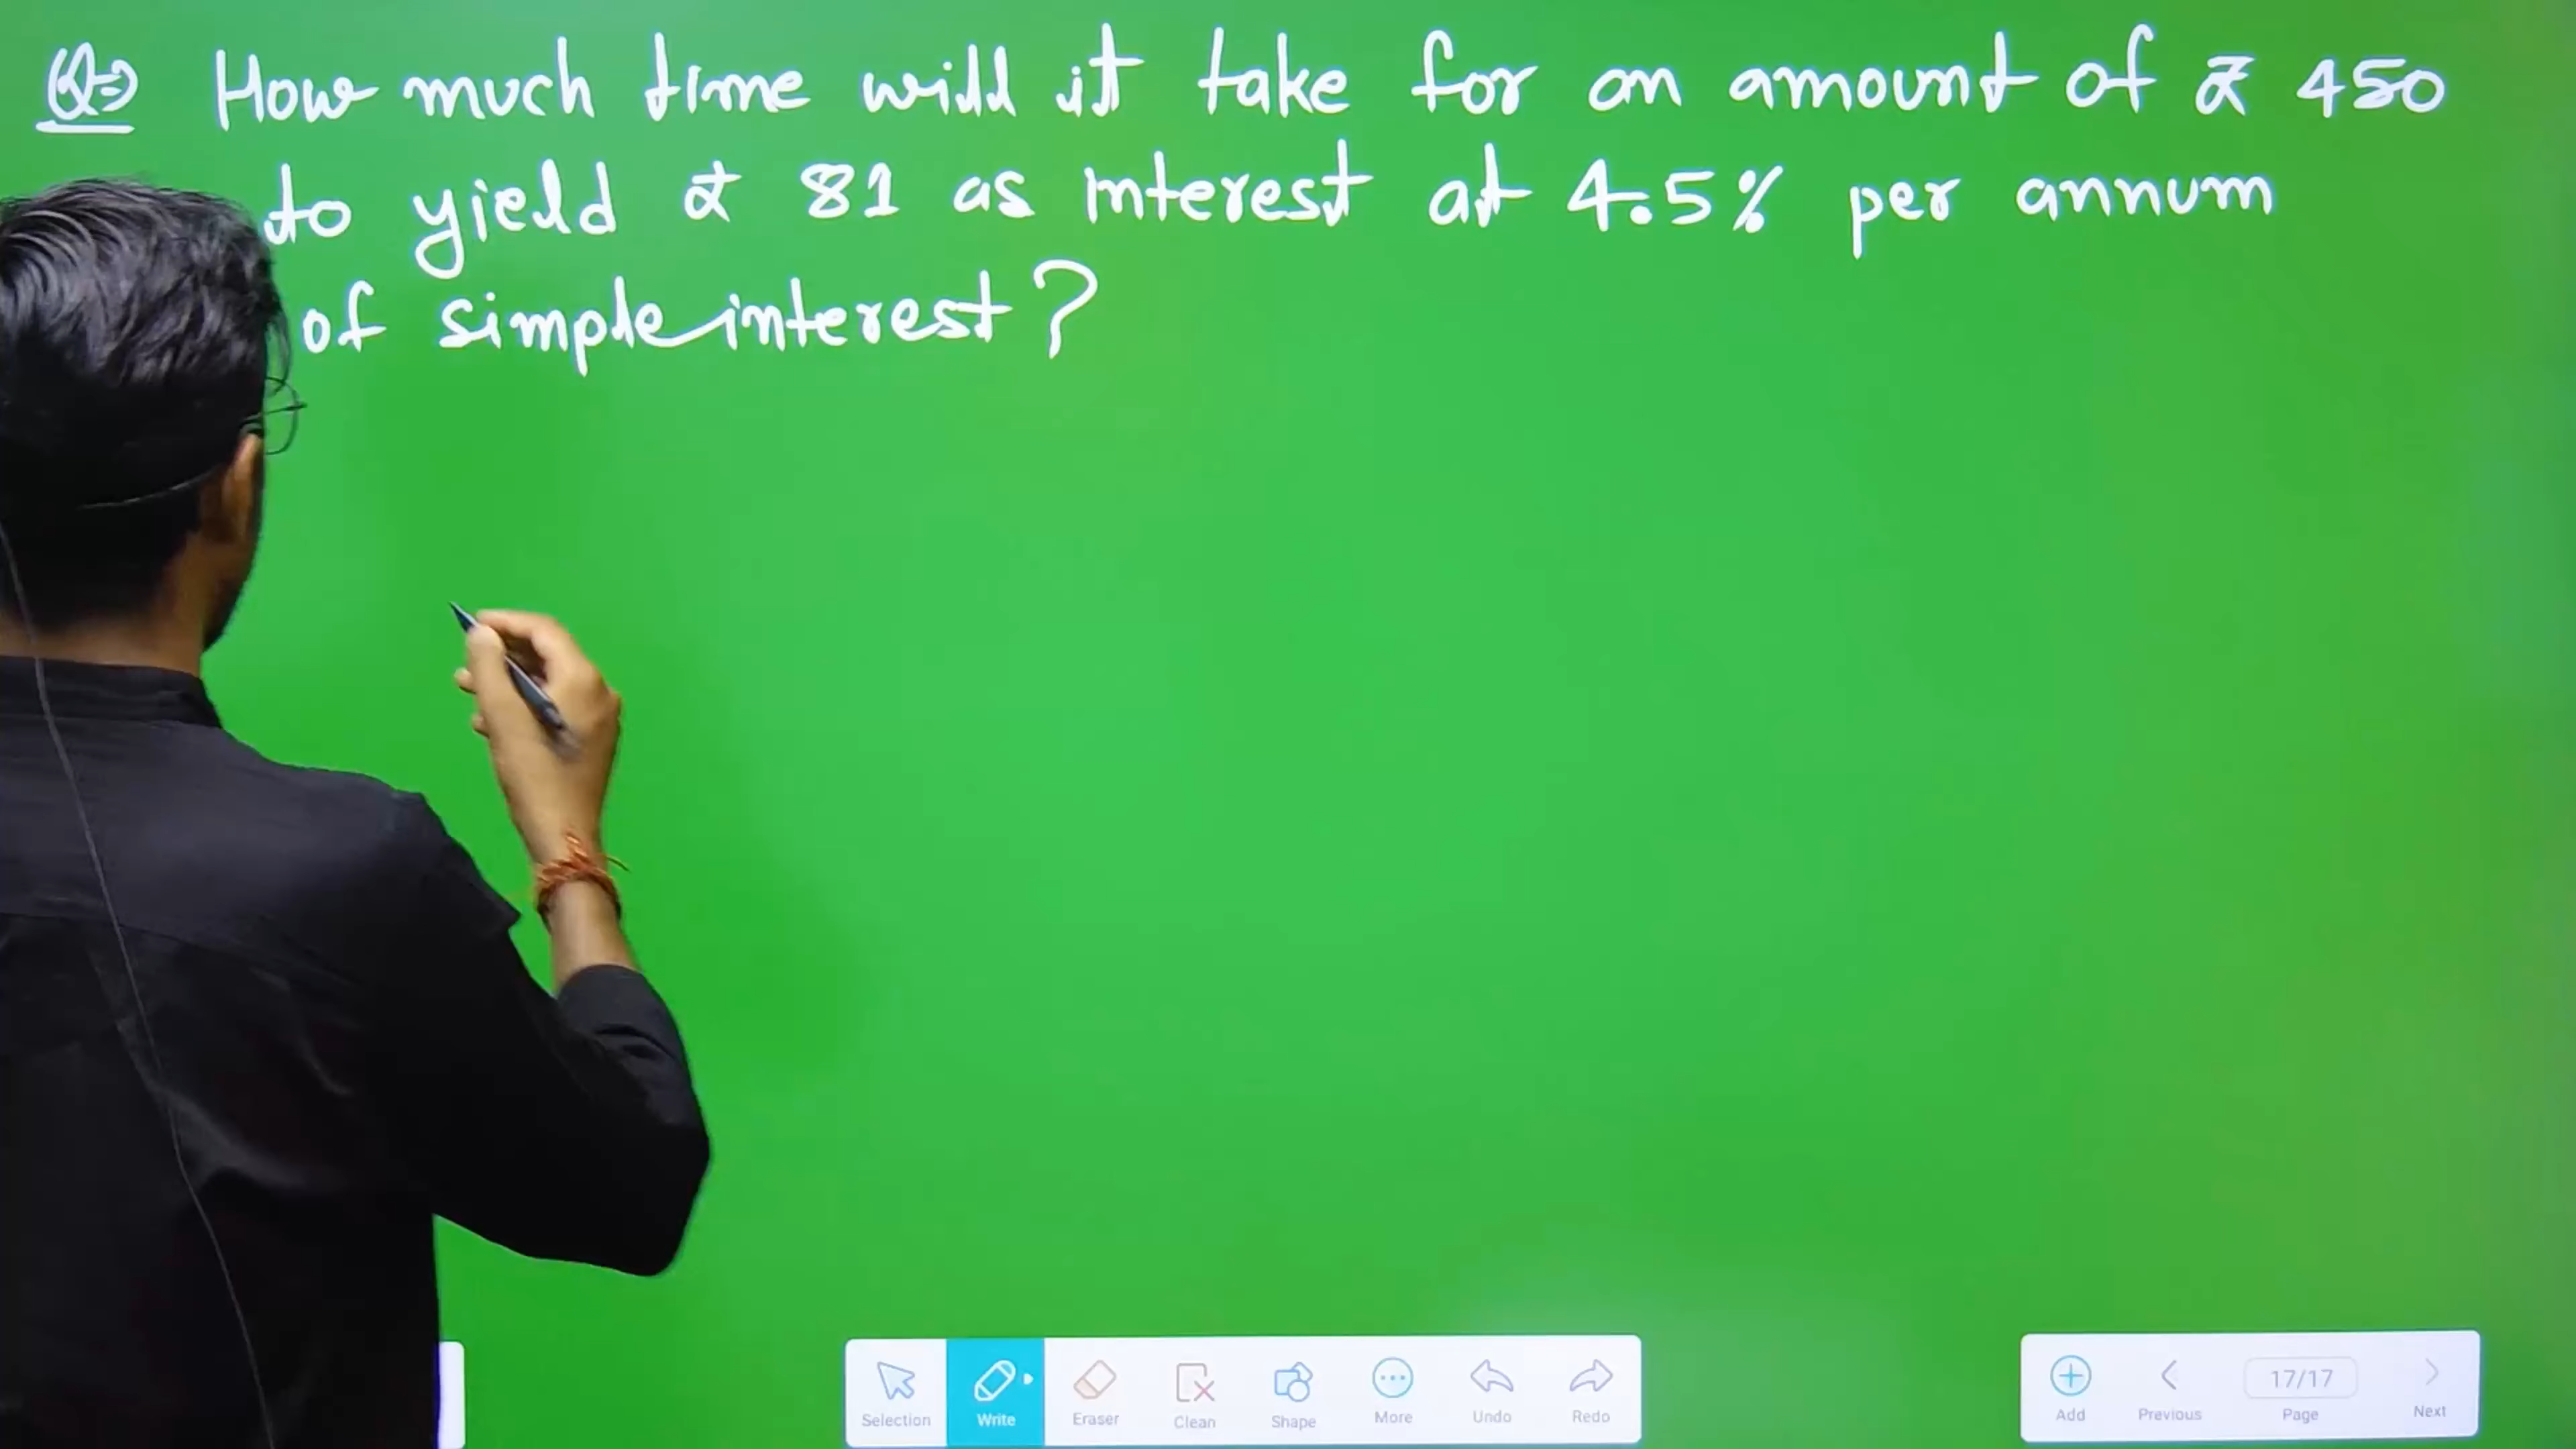 Q→ How much time will it take for an amount of ₹ 450
to yield ₹ 81 as interest at 4.5% per annum
of simple interest?
Selection Write Eraser Clean Shape More Undo Redo
Add Previous 17/17 Page Next